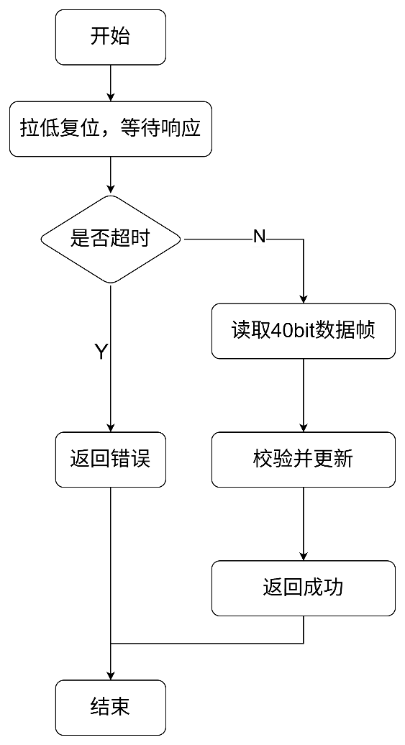 开始
拉低复位，等待响应
是否超时
N
读取40bit数据帧
Y
返回错误
校验并更新
返回成功
结束